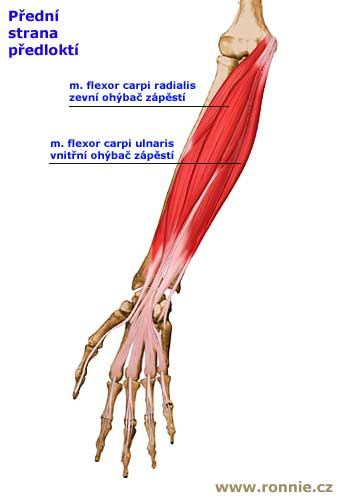 Přední
strana
předloktí
m. flexor carpi radialis
zevní ohýbač zápěstí
m. flexor carpi ulnaris
vnitřní ohýbač zápěstí
www.ronnie.cz